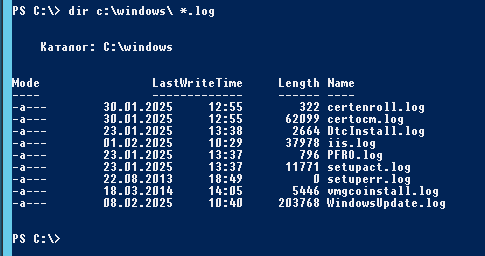 PS C:\> dir c:\windows\ *.log
Каталог: C:\windows
Mode LastWriteTime Length Name
---- ------------- ------ ----
-a--- 30.01.2025 12:55 322 certenroll.log
-a--- 30.01.2025 12:55 62099 certocm.log
-a--- 23.01.2025 13:38 2664 DtcInstall.log
-a--- 01.02.2025 10:29 37978 iis.log
-a--- 23.01.2025 13:37 796 PFRO.log
-a--- 23.01.2025 13:37 11771 setupact.log
-a--- 22.08.2013 18:49 0 setuperr.log
-a--- 18.03.2014 14:05 5446 vmgcoinstall.log
-a--- 08.02.2025 10:40 203768 WindowsUpdate.log
PS C:\>